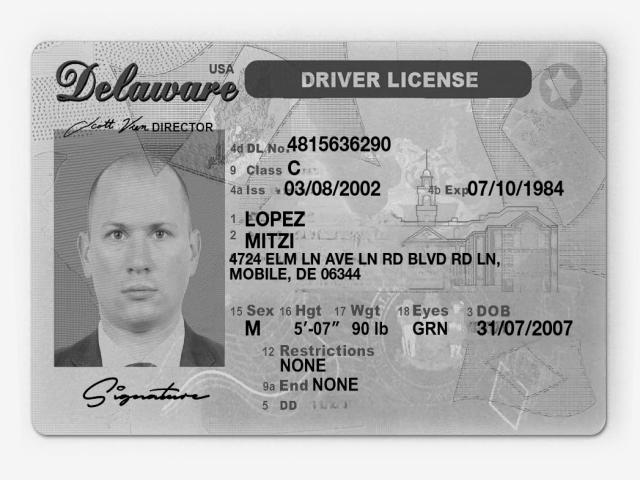 Delaware USA
DRIVER LICENSE
Scott Vien DIRECTOR
4d DL No. 4815636290
9 Class C
4a Iss 03/08/2002 4b Exp 07/10/1984
1 LOPEZ
2 MITZI
4724 ELM LN AVE LN RD BLVD RD LN,
MOBILE, DE 06344
15 Sex 16 Hgt 17 Wgt 18 Eyes 3 DOB
M 5'-07" 90 lb GRN 31/07/2007
12 Restrictions
NONE
9a End NONE
5 DD
Signature